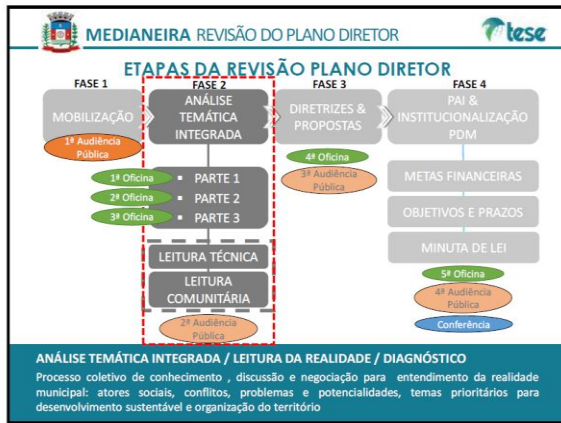 MEDIANEIRA REVISÃO DO PLANO DIRETOR
tese
ETAPAS DA REVISÃO PLANO DIRETOR
FASE 1
FASE 2
FASE 3
FASE 4
MOBILIZAÇÃO
ANÁLISE
TEMÁTICA
INTEGRADA
DIRETRIZES &
PROPOSTAS
PAI &
INSTITUCIONALIZAÇÃO
PDM
1ª Audiência
Pública
4ª Oficina
3ª Audiência
Pública
1ª Oficina
2ª Oficina
3ª Oficina
▪ PARTE 1
▪ PARTE 2
▪ PARTE 3
METAS FINANCEIRAS
OBJETIVOS E PRAZOS
MINUTA DE LEI
LEITURA TÉCNICA
LEITURA
COMUNITÁRIA
2ª Audiência
Pública
5ª Oficina
4ª Audiência
Pública
Conferência
ANÁLISE TEMÁTICA INTEGRADA / LEITURA DA REALIDADE / DIAGNÓSTICO
Processo coletivo de conhecimento , discussão e negociação para entendimento da realidade
municipal: atores sociais, conflitos, problemas e potencialidades, temas prioritários para
desenvolvimento sustentável e organização do território